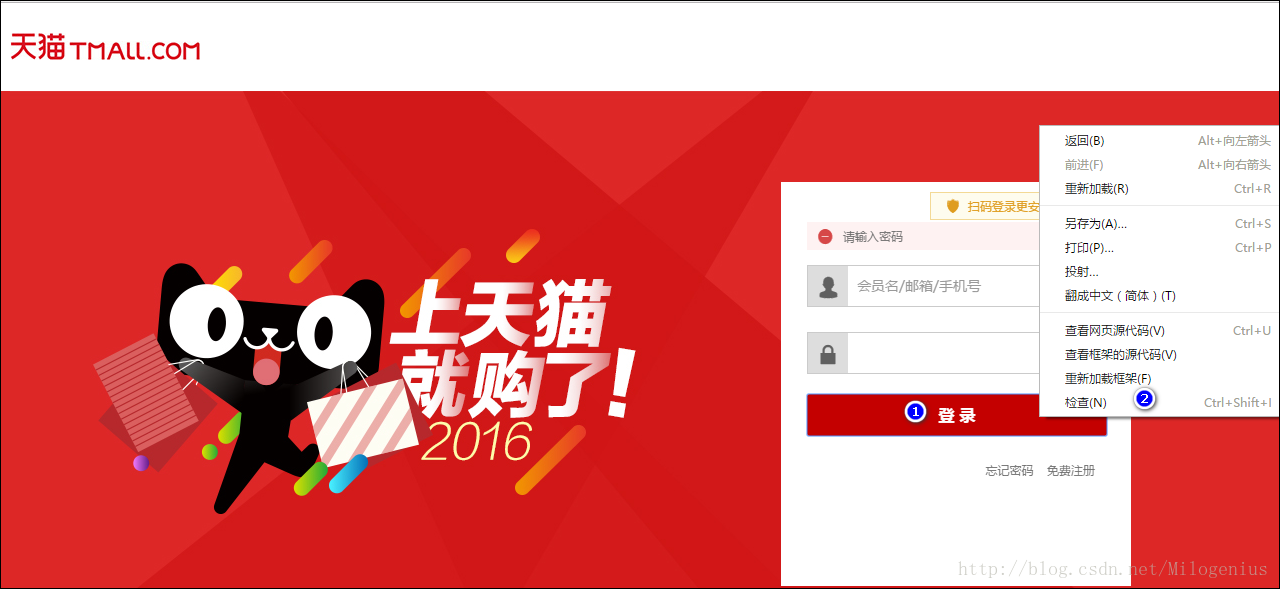 天猫 TMALL.COM
返回(B) Alt+向左箭头
前进(F) Alt+向右箭头
重新加载(R) Ctrl+R
另存为(A)... Ctrl+S
打印(P)... Ctrl+P
投射...
翻成中文（简体）(T)
查看网页源代码(V) Ctrl+U
查看框架的源代码(V)
重新加载框架(F)
检查(N) 2 Ctrl+Shift+I
扫码登录更安
请输入密码
会员名/邮箱/手机号
1 登录
忘记密码 免费注册
上天猫
就购了!
2016
http://blog.csdn.net/Milogenius